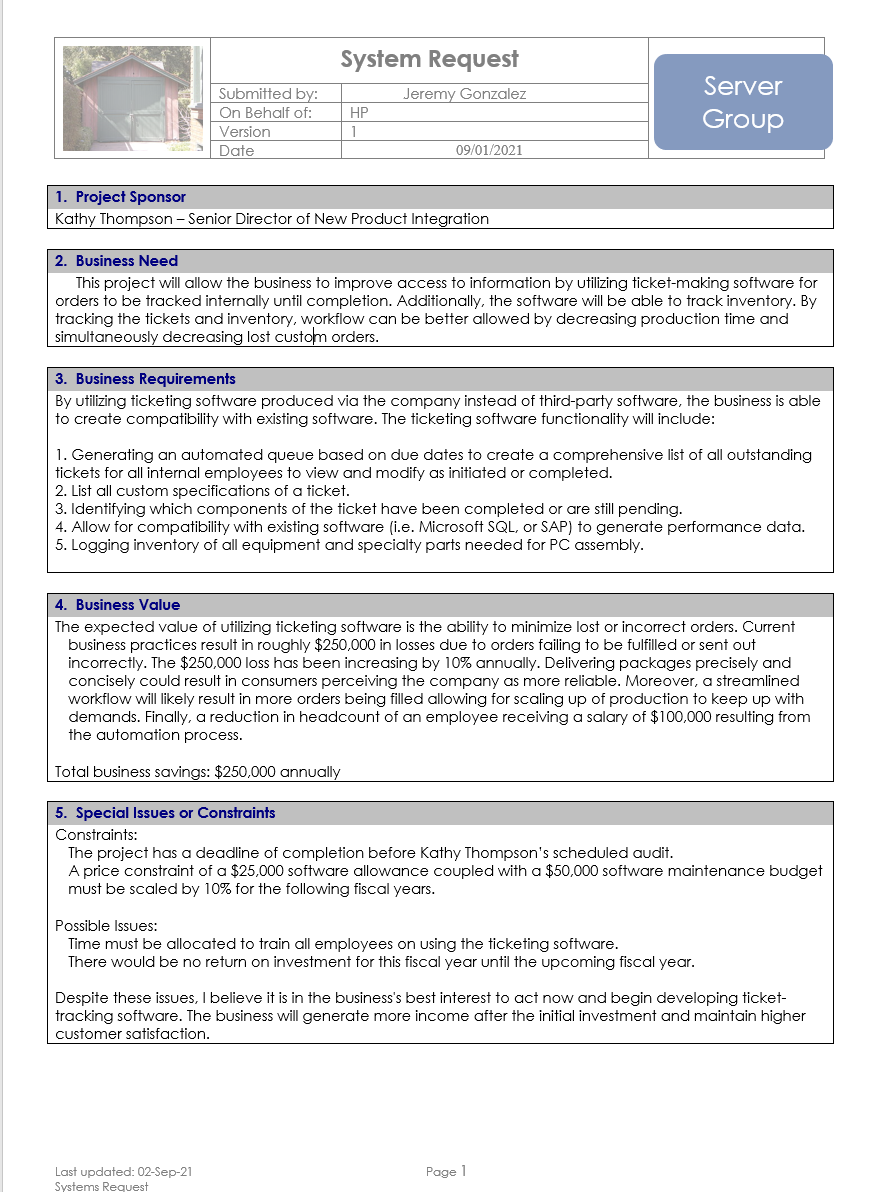 System Request
Submitted by: Jeremy Gonzalez
On Behalf of: HP
Version 1
Date 09/01/2021
Server
Group
1. Project Sponsor
Kathy Thompson – Senior Director of New Product Integration
2. Business Need
This project will allow the business to improve access to information by utilizing ticket-making software for
orders to be tracked internally until completion. Additionally, the software will be able to track inventory. By
tracking the tickets and inventory, workflow can be better allowed by decreasing production time and
simultaneously decreasing lost custom orders.
3. Business Requirements
By utilizing ticketing software produced via the company instead of third-party software, the business is able
to create compatibility with existing software. The ticketing software functionality will include:
1. Generating an automated queue based on due dates to create a comprehensive list of all outstanding
tickets for all internal employees to view and modify as initiated or completed.
2. List all custom specifications of a ticket.
3. Identifying which components of the ticket have been completed or are still pending.
4. Allow for compatibility with existing software (i.e. Microsoft SQL, or SAP) to generate performance data.
5. Logging inventory of all equipment and specialty parts needed for PC assembly.
4. Business Value
The expected value of utilizing ticketing software is the ability to minimize lost or incorrect orders. Current
business practices result in roughly $250,000 in losses due to orders failing to be fulfilled or sent out
incorrectly. The $250,000 loss has been increasing by 10% annually. Delivering packages precisely and
concisely could result in consumers perceiving the company as more reliable. Moreover, a streamlined
workflow will likely result in more orders being filled allowing for scaling up of production to keep up with
demands. Finally, a reduction in headcount of an employee receiving a salary of $100,000 resulting from
the automation process.
Total business savings: $250,000 annually
5. Special Issues or Constraints
Constraints:
The project has a deadline of completion before Kathy Thompson’s scheduled audit.
A price constraint of a $25,000 software allowance coupled with a $50,000 software maintenance budget
must be scaled by 10% for the following fiscal years.
Possible Issues:
Time must be allocated to train all employees on using the ticketing software.
There would be no return on investment for this fiscal year until the upcoming fiscal year.
Despite these issues, I believe it is in the business's best interest to act now and begin developing ticket-
tracking software. The business will generate more income after the initial investment and maintain higher
customer satisfaction.
Last updated: 02-Sep-21 Page 1
Systems Request